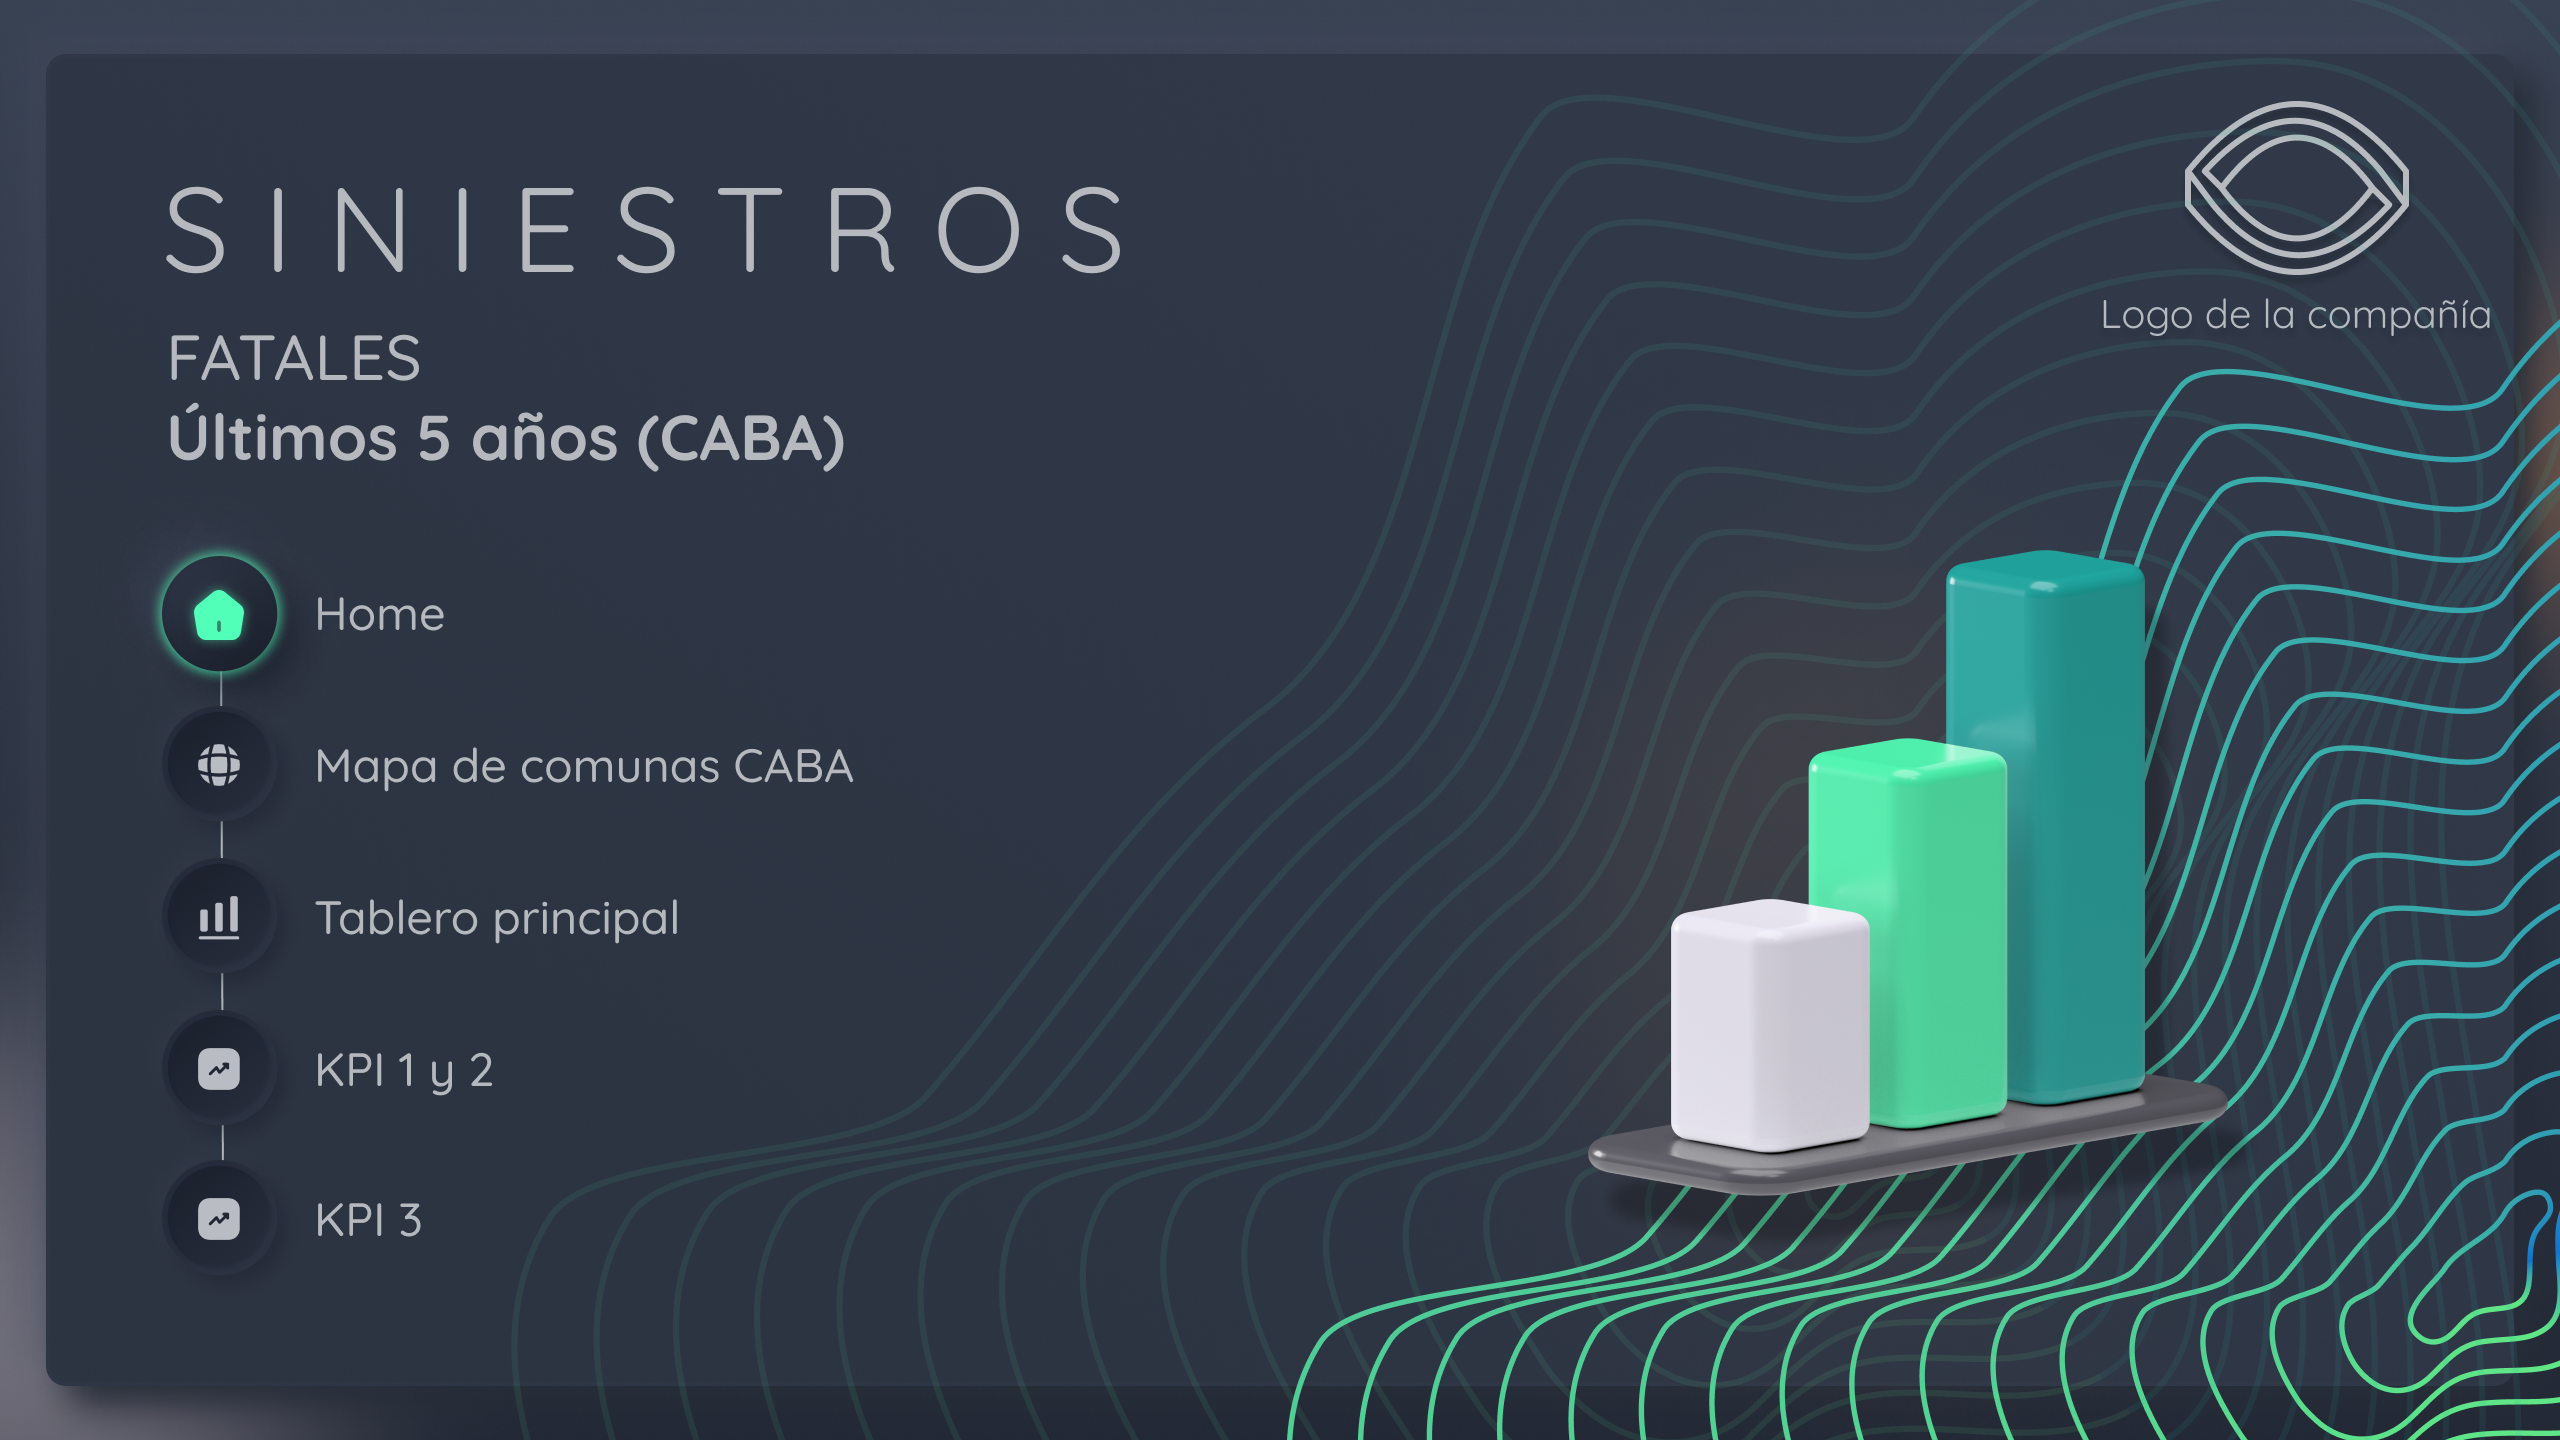 SINIESTROS
FATALES
Últimos 5 años (CABA)
Logo de la compañía
Home
Mapa de comunas CABA
Tablero principal
KPI 1 y 2
KPI 3